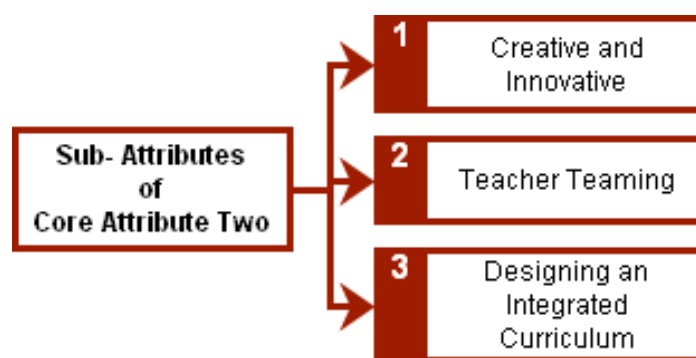 Sub- Attributes
of
Core Attribute Two
1
Creative and
Innovative
2
Teacher Teaming
3
Designing an
Integrated
Curriculum